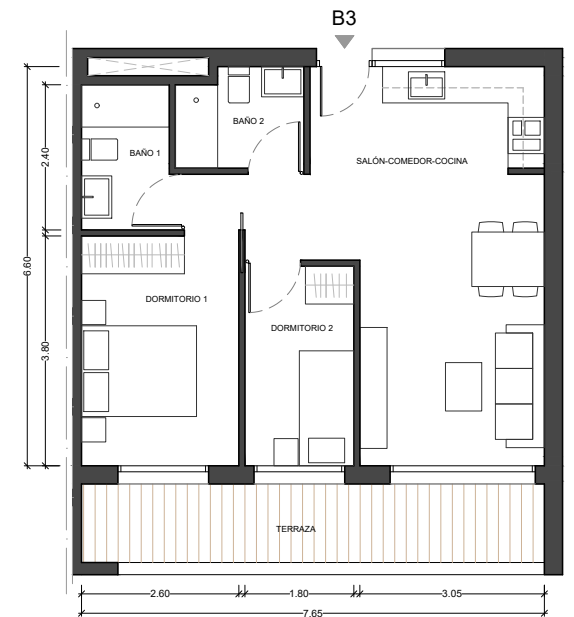 B3
BAÑO 2
BAÑO 1
SALÓN-COMEDOR-COCINA
2.40
6.60
DORMITORIO 1
DORMITORIO 2
3.80
TERRAZA
2.60
1.80
3.05
7.65